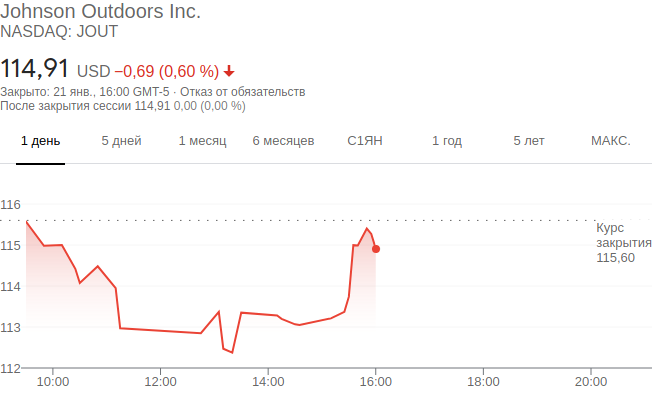 Johnson Outdoors Inc.
NASDAQ: JOUT
114,91 USD −0,69 (0,60 %)
Закрыто: 21 янв., 16:00 GMT-5 · Отказ от обязательств
После закрытия сессии 114,91 0,00 (0,00 %)
1 день 5 дней 1 месяц 6 месяцев С1ЯН 1 год 5 лет МАКС.
116
Курс
закрытия
115,60
115
114
113
112
10:00 12:00 14:00 16:00 18:00 20:00